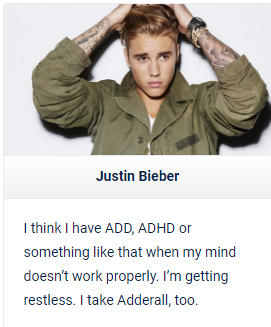 Justin Bieber
I think I have ADD, ADHD or
something like that when my mind
doesn’t work properly. I’m getting
restless. I take Adderall, too.